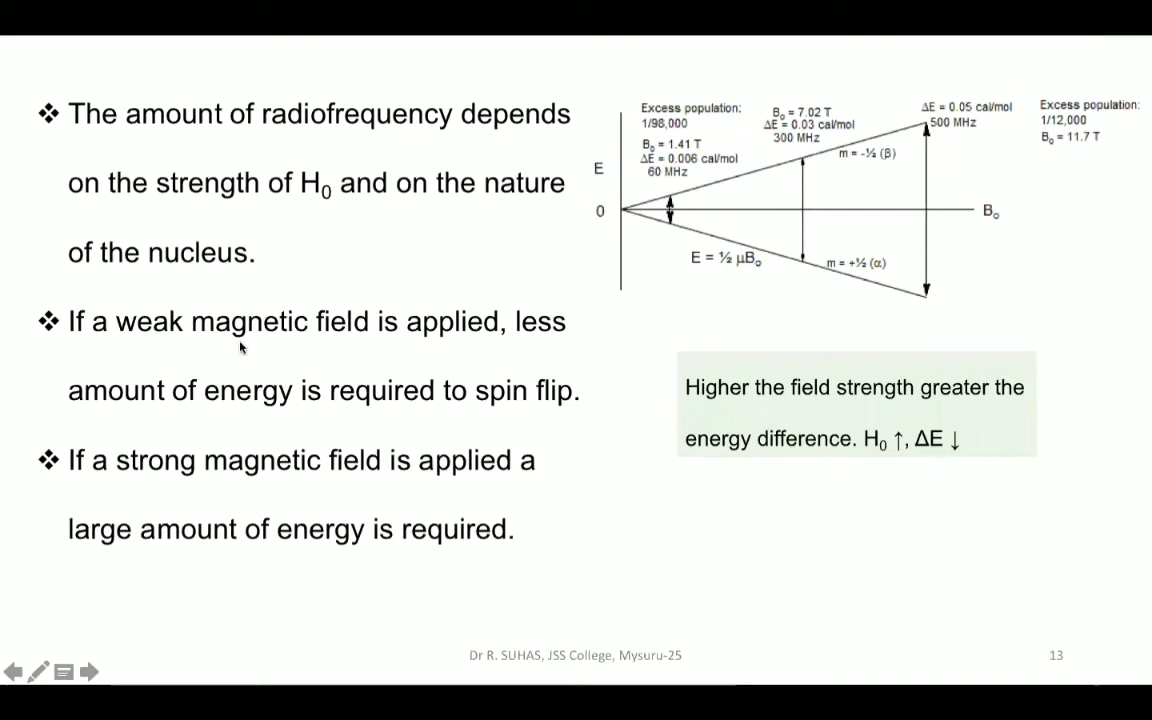 ❖ The amount of radiofrequency depends
on the strength of H₀ and on the nature
of the nucleus.
❖ If a weak magnetic field is applied, less
amount of energy is required to spin flip.
❖ If a strong magnetic field is applied a
large amount of energy is required.
Excess population:
1/98,000
B₀ = 1.41 T
ΔE = 0.006 cal/mol
60 MHz
B₀ = 7.02 T
ΔE = 0.03 cal/mol
300 MHz
ΔE = 0.05 cal/mol
500 MHz
Excess population:
1/12,000
B₀ = 11.7 T
m = -½ (β)
E
0
B₀
E = ½ μB₀
m = +½ (α)
Higher the field strength greater the
energy difference. H₀ ↑, ΔE ↓
Dr R. SUHAS, JSS College, Mysuru-25
13